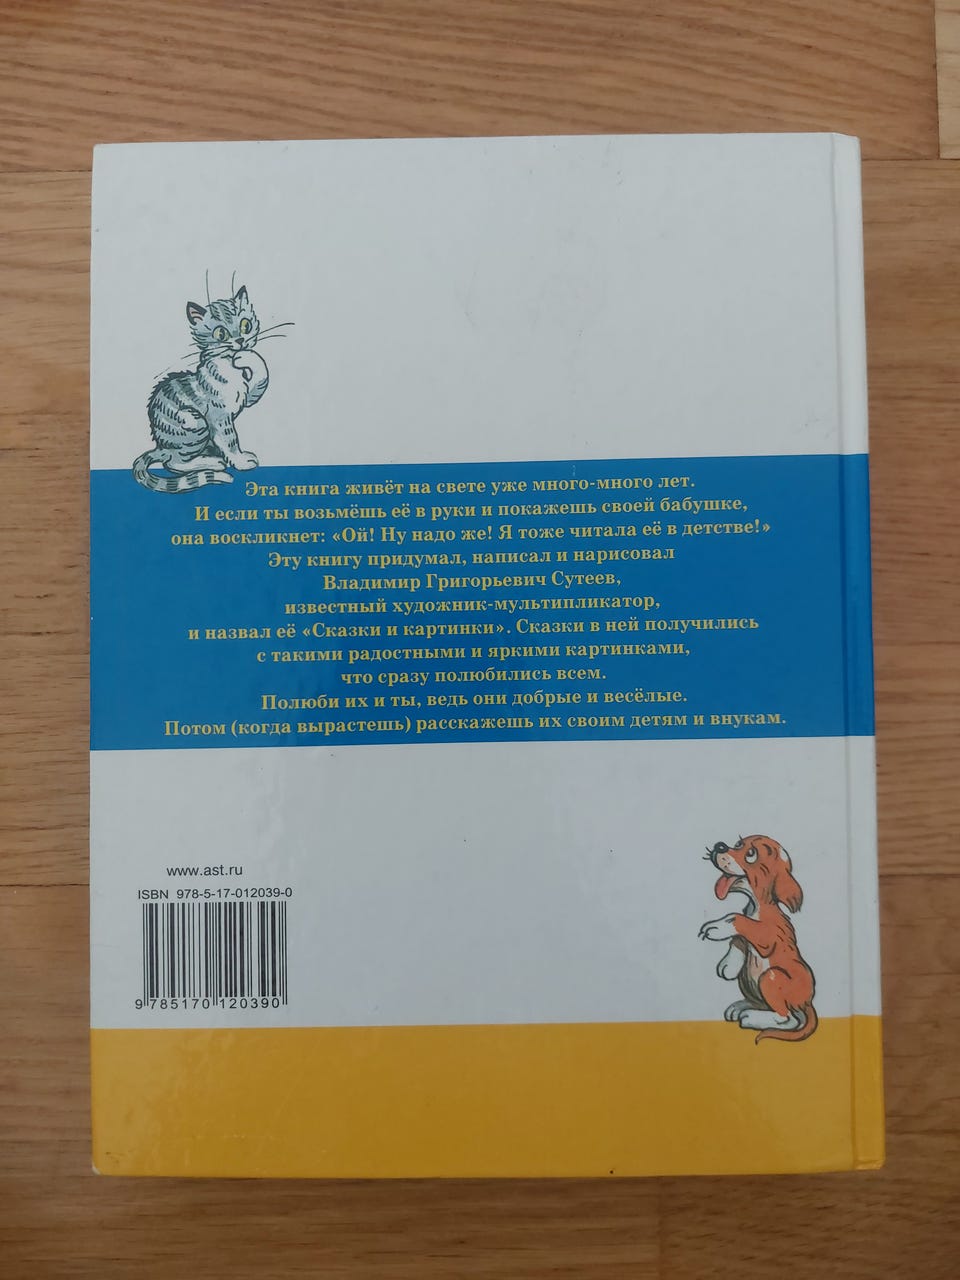 Эта книга живёт на свете уже много-много лет.
И если ты возьмёшь её в руки и покажешь своей бабушке,
она воскликнет: «Ой! Ну надо же! Я тоже читала её в детстве!»
Эту книгу придумал, написал и нарисовал
Владимир Григорьевич Сутеев,
известный художник-мультипликатор,
и назвал её «Сказки и картинки». Сказки в ней получились
с такими радостными и яркими картинками,
что сразу полюбились всем.
Полюби их и ты, ведь они добрые и весёлые.
Потом (когда вырастешь) расскажешь их своим детям и внукам.
www.ast.ru
ISBN 978-5-17-012039-0
9 785170 120390